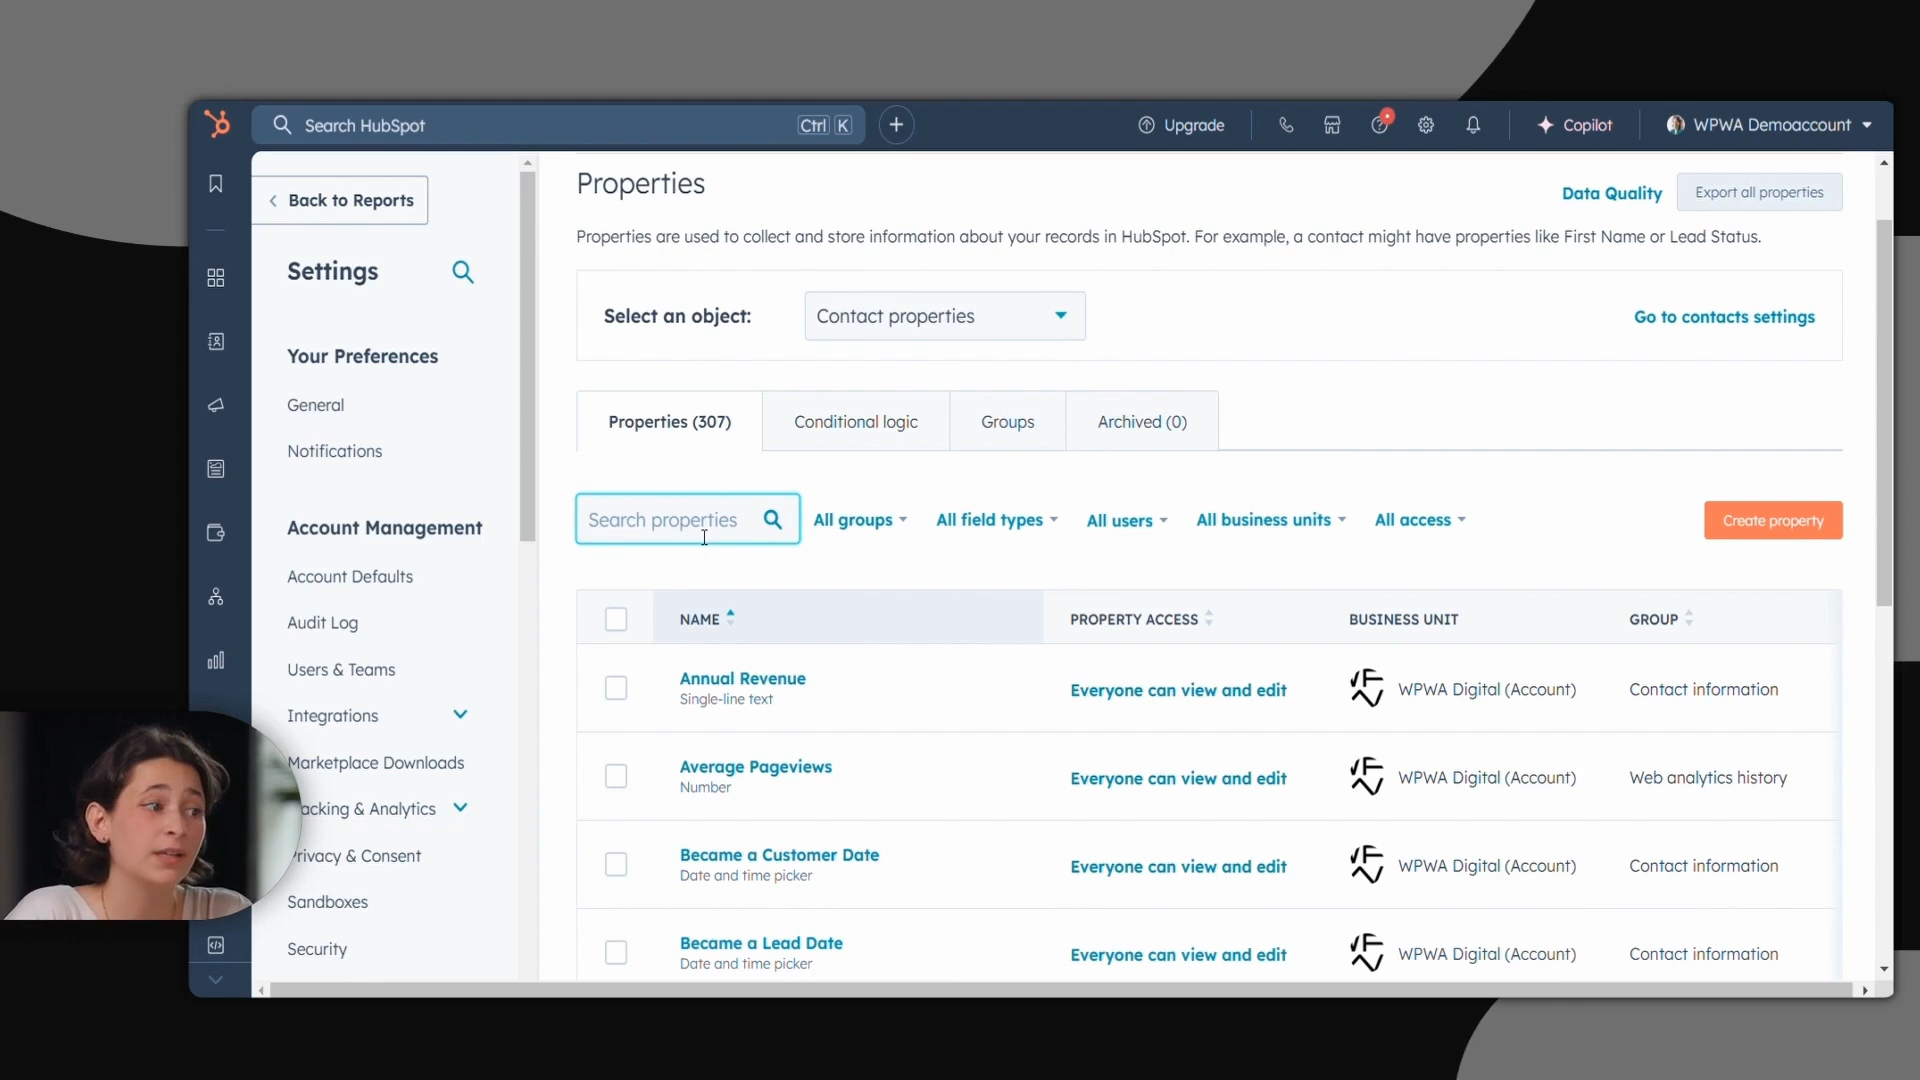 Search HubSpot
Ctrl K
Upgrade
Copilot
WPWA Demoaccount
Back to Reports
Settings
Your Preferences
General
Notifications
Account Management
Account Defaults
Audit Log
Users & Teams
Integrations
Marketplace Downloads
acking & Analytics
Privacy & Consent
Sandboxes
Security
Properties
Data Quality
Export all properties
Properties are used to collect and store information about your records in HubSpot. For example, a contact might have properties like First Name or Lead Status.
Select an object:
Contact properties
Go to contacts settings
Properties (307)
Conditional logic
Groups
Archived (0)
Search properties
All groups
All field types
All users
All business units
All access
Create property
NAME
PROPERTY ACCESS
BUSINESS UNIT
GROUP
Annual Revenue
Single-line text
Everyone can view and edit
WPWA Digital (Account)
Contact information
Average Pageviews
Number
Everyone can view and edit
WPWA Digital (Account)
Web analytics history
Became a Customer Date
Date and time picker
Everyone can view and edit
WPWA Digital (Account)
Contact information
Became a Lead Date
Date and time picker
Everyone can view and edit
WPWA Digital (Account)
Contact information